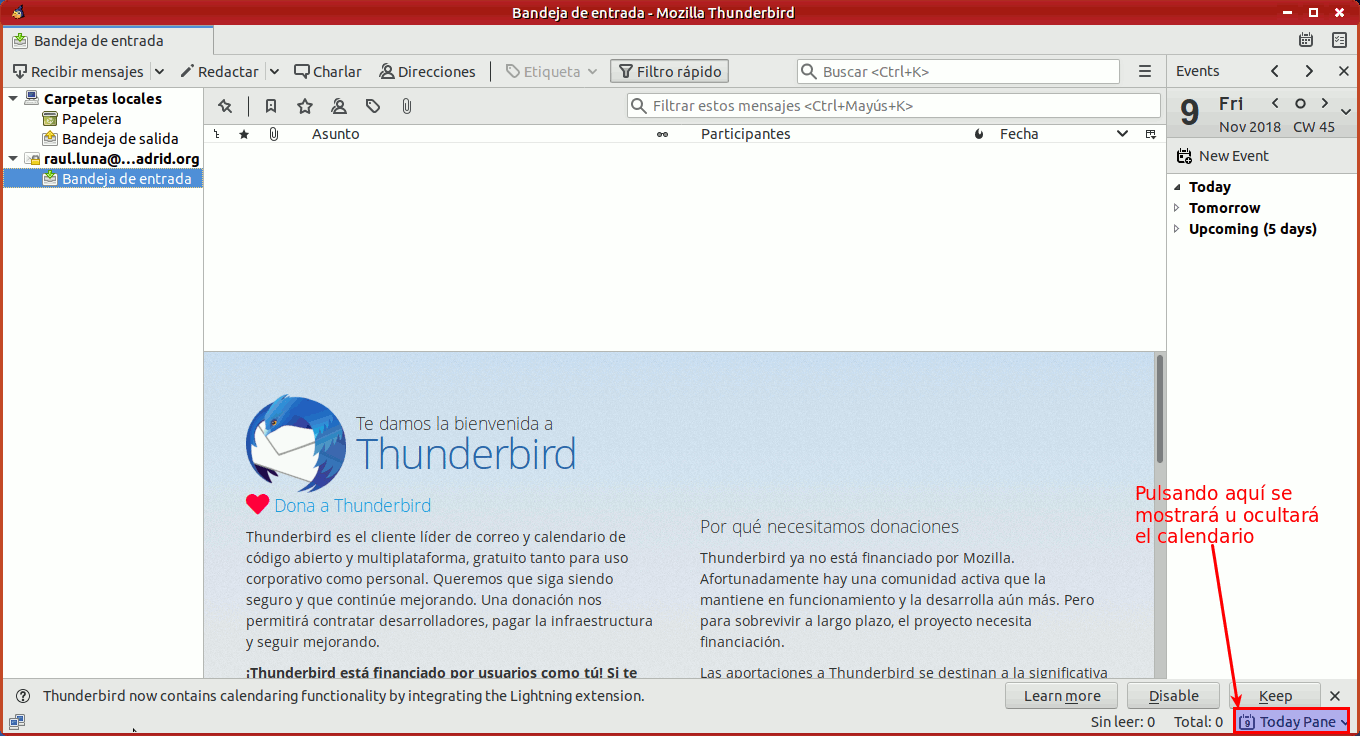 Bandeja de entrada - Mozilla Thunderbird
Bandeja de entrada
Recibir mensajes Redactar Charlar Direcciones Etiqueta Filtro rápido Buscar <Ctrl+K>
Carpetas locales
Papelera
Bandeja de salida
raul.luna@...adrid.org
Bandeja de entrada
Filtrar estos mensajes <Ctrl+Mayús+K>
Asunto Participantes Fecha
Events
9 Fri
Nov 2018 CW 45
New Event
Today
Tomorrow
Upcoming (5 days)
Te damos la bienvenida a
Thunderbird
Dona a Thunderbird
Thunderbird es el cliente líder de correo y calendario de
código abierto y multiplataforma, gratuito tanto para uso
corporativo como personal. Queremos que siga siendo
seguro y que continúe mejorando. Una donación nos
permitirá contratar desarrolladores, pagar la infraestructura
y seguir mejorando.
¡Thunderbird está financiado por usuarios como tú! Si te
Por qué necesitamos donaciones
Thunderbird ya no está financiado por Mozilla.
Afortunadamente hay una comunidad activa que la
mantiene en funcionamiento y la desarrolla aún más. Pero
para sobrevivir a largo plazo, el proyecto necesita
financiación.
Las aportaciones a Thunderbird se destinan a la significativa
Pulsando aquí se
mostrará u ocultará
el calendario
Thunderbird now contains calendaring functionality by integrating the Lightning extension.
Learn more Disable Keep
Sin leer: 0 Total: 0 9 Today Pane